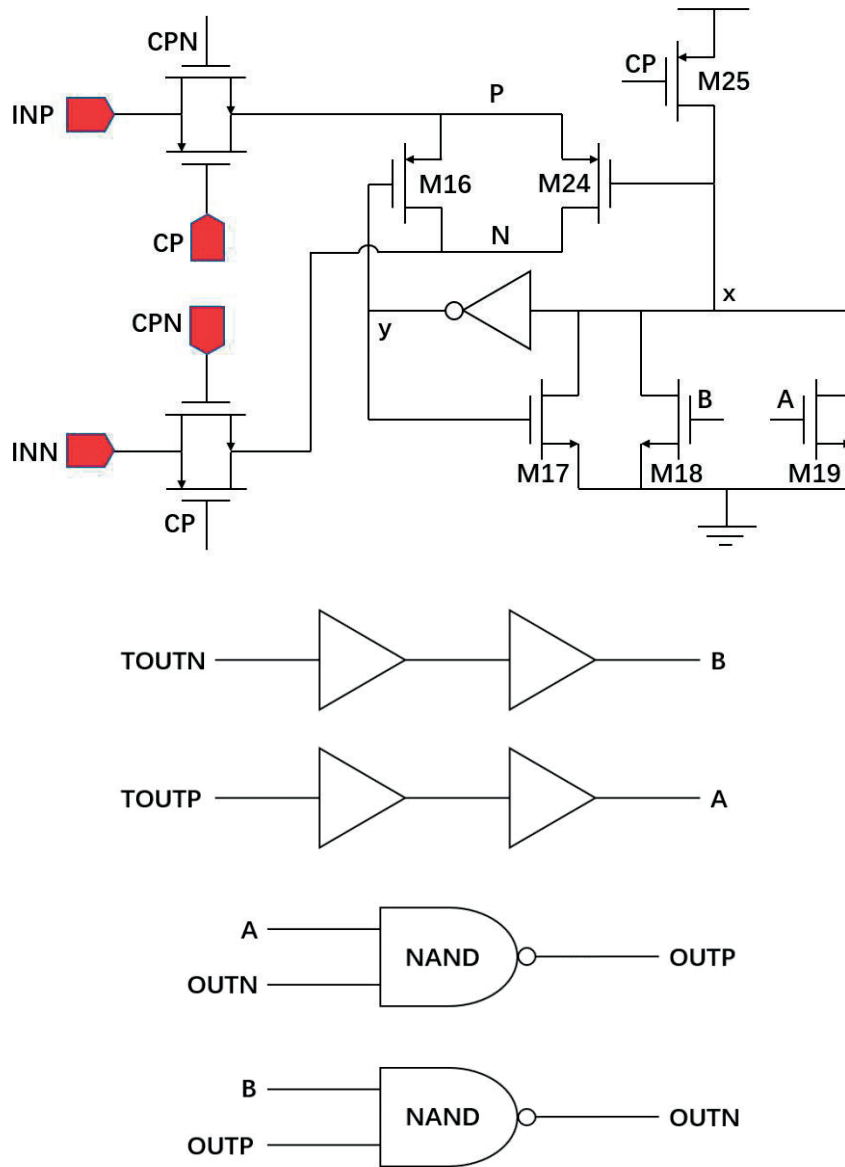 CPN
INP
CP
P
M16
M24
CP
M25
N
x
y
CPN
B
A
INN
M17
M18
M19
CP
TOUTN
B
TOUTP
A
A
NAND
OUTP
OUTN
B
NAND
OUTN
OUTP